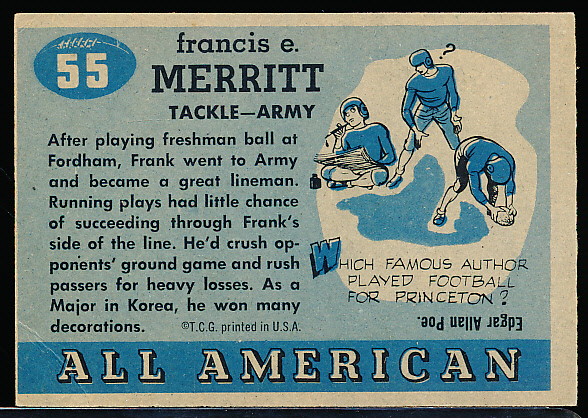 55
francis e.
MERRITT
TACKLE—ARMY
After playing freshman ball at
Fordham, Frank went to Army
and became a great lineman.
Running plays had little chance
of succeeding through Frank's
side of the line. He'd crush op-
ponents' ground game and rush
passers for heavy losses. As a
Major in Korea, he won many
decorations.
©T.C.G. printed in U.S.A.
?
WHICH FAMOUS AUTHOR
PLAYED FOOTBALL
FOR PRINCETON?
Edgar Allan Poe.
ALL AMERICAN